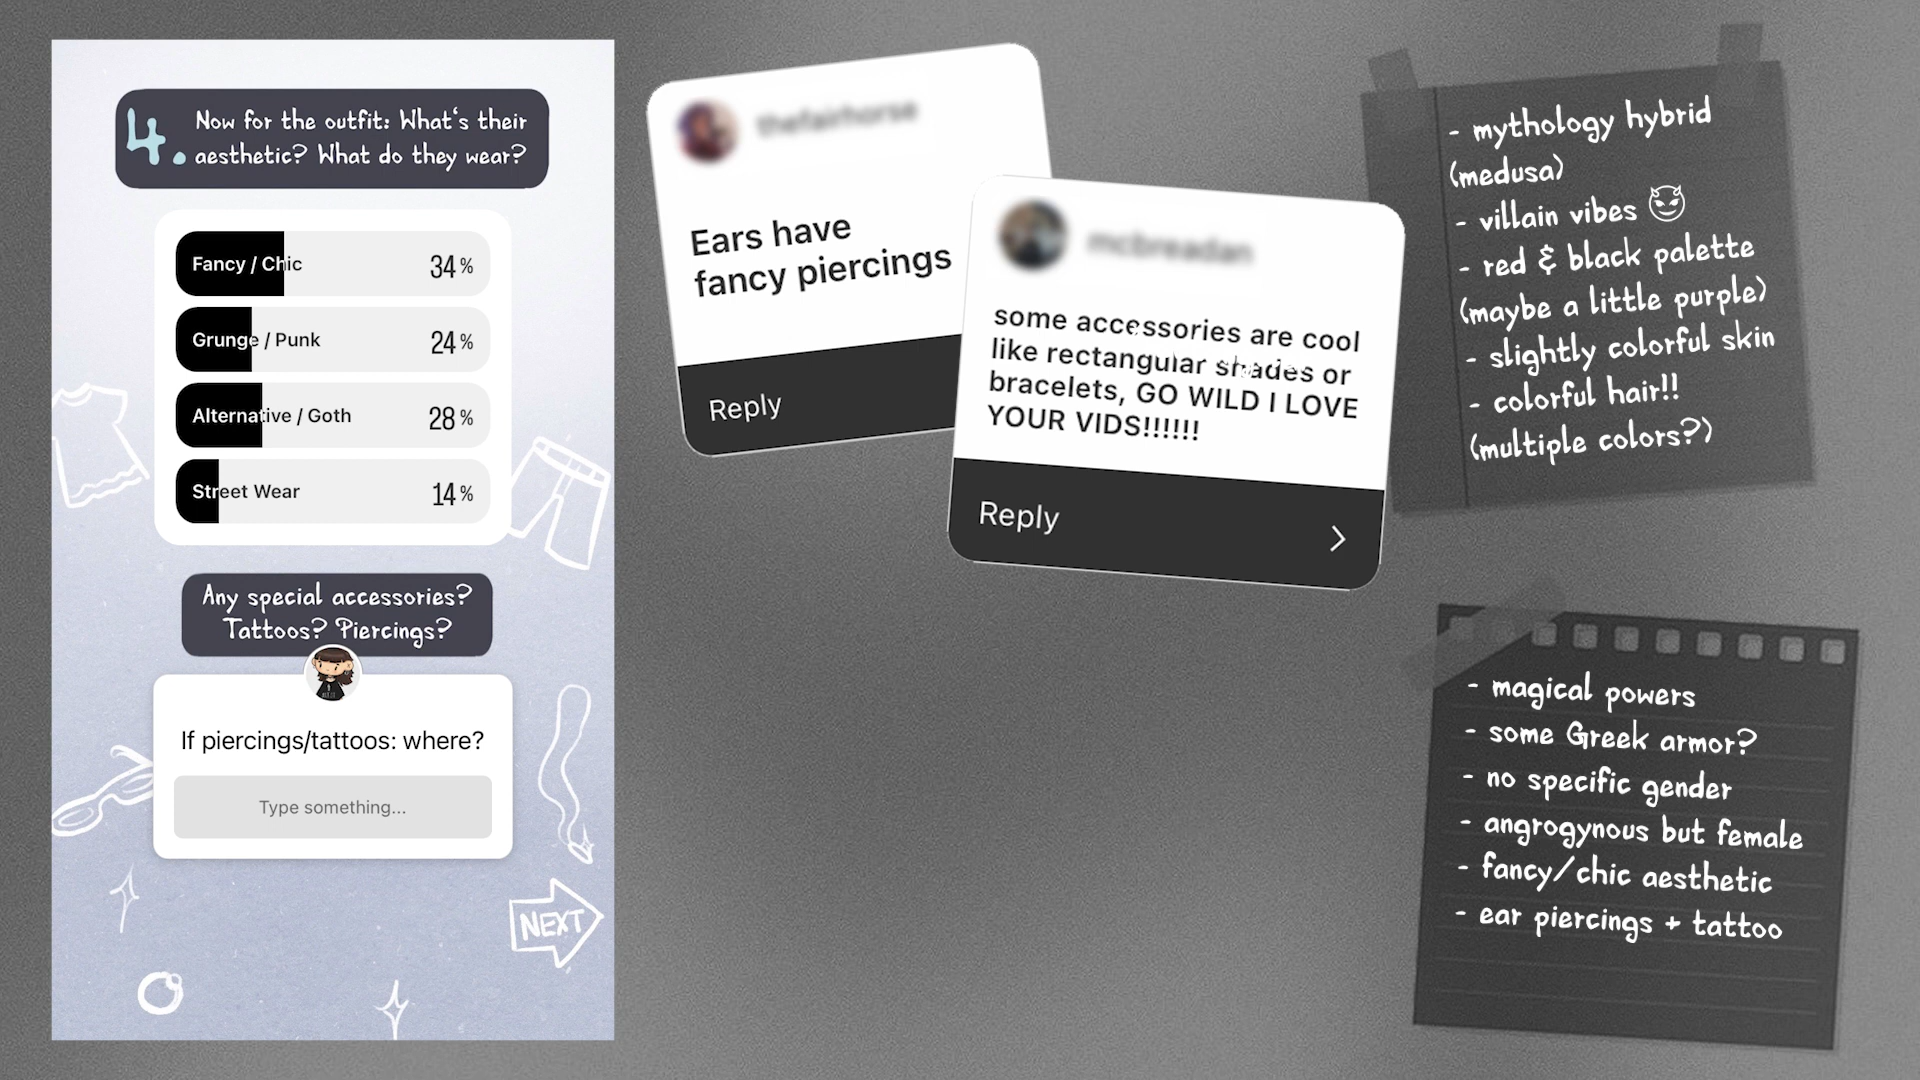 4.
Now for the outfit: What's their
aesthetic? What do they wear?
Fancy / Chic 34%
Grunge / Punk 24%
Alternative / Goth 28%
Street Wear 14%
Any special accessories?
Tattoos? Piercings?
If piercings/tattoos: where?
Type something...
NEXT
thefairhorse
Ears have
fancy piercings
Reply
mcbreadan
some accessories are cool
like rectangular shades or
bracelets, GO WILD I LOVE
YOUR VIDS!!!!!!
Reply
- mythology hybrid
(medusa)
- villain vibes 😈
- red & black palette
(maybe a little purple)
- slightly colorful skin
- colorful hair!!
(multiple colors?)
- magical powers
- some Greek armor?
- no specific gender
- angrogynous but female
- fancy/chic aesthetic
- ear piercings + tattoo